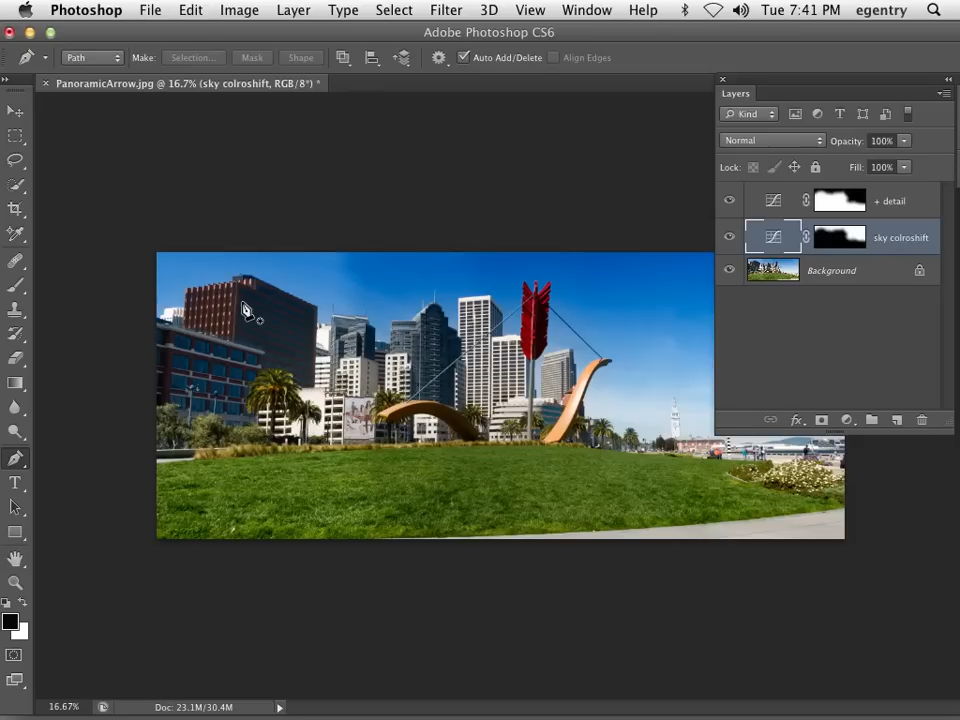 Photoshop File Edit Image Layer Type Select Filter 3D View Window Help Tue 7:41 PM egentry
Adobe Photoshop CS6
Path Make: Selection... Mask Shape Auto Add/Delete Align Edges
PanoramicArrow.jpg @ 16.7% (sky colroshift, RGB/8*) *
Layers
Kind
Normal Opacity: 100%
Lock: Fill: 100%
+ detail
sky colroshift
Background
16.67% Doc: 23.1M/30.4M